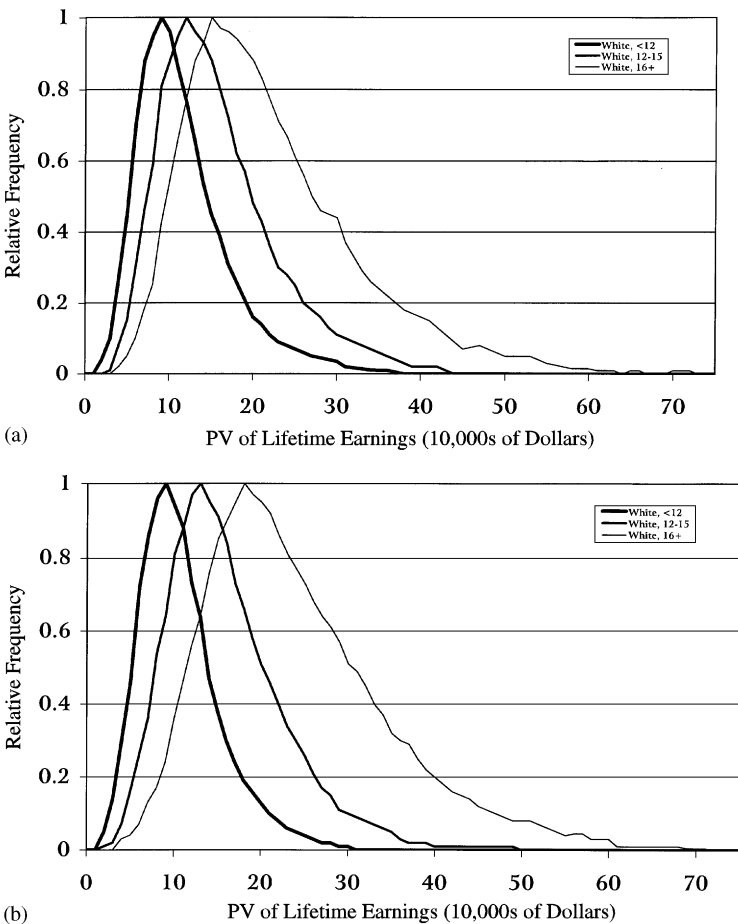 1
0.8
0.6
0.4
0.2
0
Relative Frequency
White, <12
White, 12-15
White, 16+
0 10 20 30 40 50 60 70
(a)
PV of Lifetime Earnings (10,000s of Dollars)
1
0.8
0.6
0.4
0.2
0
Relative Frequency
White, <12
White, 12-15
White, 16+
0 10 20 30 40 50 60 70
(b)
PV of Lifetime Earnings (10,000s of Dollars)